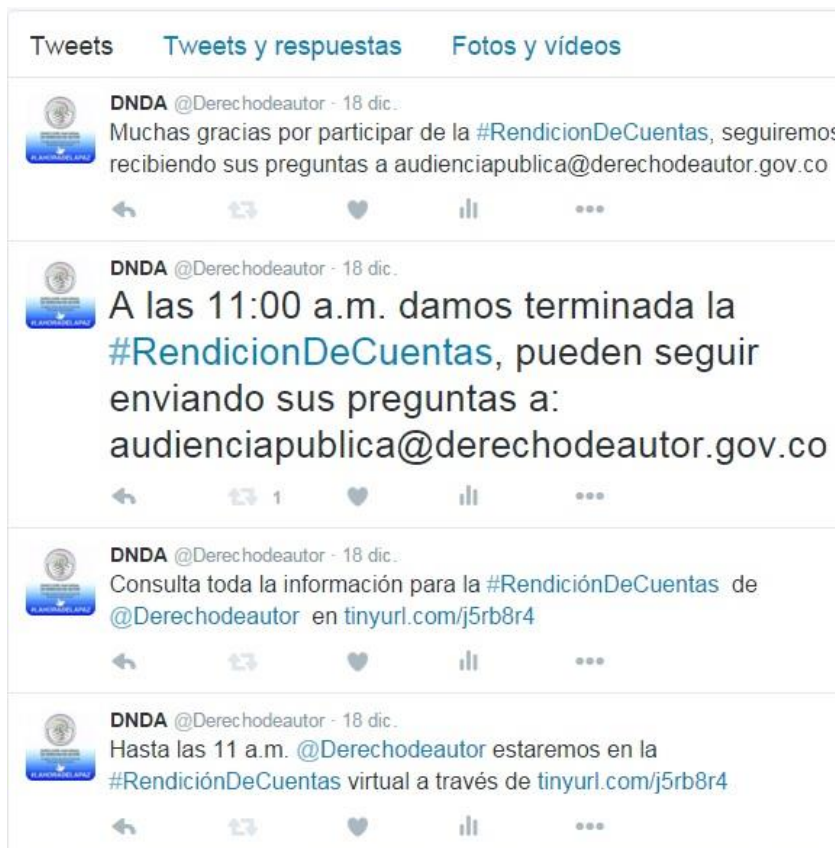 Tweets Tweets y respuestas Fotos y vídeos
DNDA @Derechodeautor · 18 dic.
Muchas gracias por participar de la #RendicionDeCuentas, seguiremos
recibiendo sus preguntas a audienciapublica@derechodeautor.gov.co
DNDA @Derechodeautor · 18 dic.
A las 11:00 a.m. damos terminada la
#RendicionDeCuentas, pueden seguir
enviando sus preguntas a:
audienciapublica@derechodeautor.gov.co
1
DNDA @Derechodeautor · 18 dic.
Consulta toda la información para la #RendiciónDeCuentas de
@Derechodeautor en tinyurl.com/j5rb8r4
DNDA @Derechodeautor · 18 dic.
Hasta las 11 a.m. @Derechodeautor estaremos en la
#RendiciónDeCuentas virtual a través de tinyurl.com/j5rb8r4